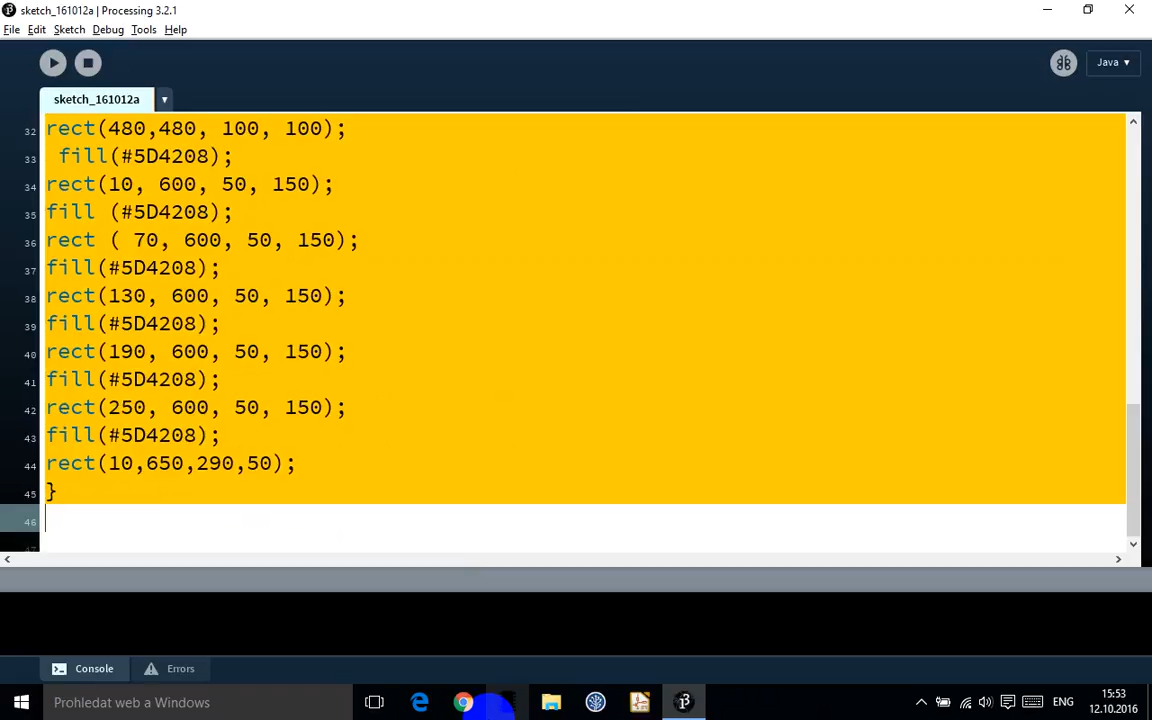 sketch_161012a | Processing 3.2.1
File Edit Sketch Debug Tools Help
Java ▾
sketch_161012a ▾
32 rect(480,480, 100, 100);
33  fill(#5D4208);
34 rect(10, 600, 50, 150);
35 fill (#5D4208);
36 rect ( 70, 600, 50, 150);
37 fill(#5D4208);
38 rect(130, 600, 50, 150);
39 fill(#5D4208);
40 rect(190, 600, 50, 150);
41 fill(#5D4208);
42 rect(250, 600, 50, 150);
43 fill(#5D4208);
44 rect(10,650,290,50);
45 }
46
47
Console Errors
Prohledat web a Windows
ENG
15:53
12.10.2016